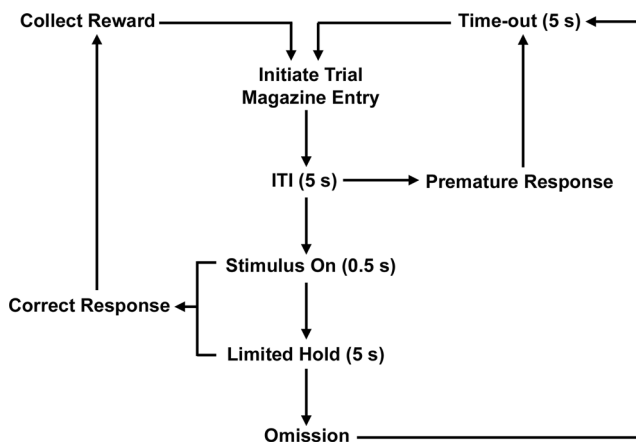 Collect Reward
Time-out (5 s)
Initiate Trial
Magazine Entry
ITI (5 s)
Premature Response
Stimulus On (0.5 s)
Correct Response
Limited Hold (5 s)
Omission